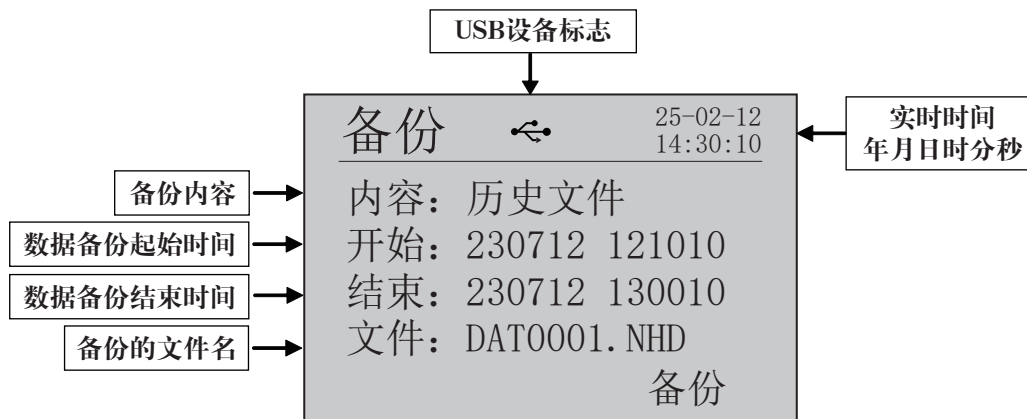 USB设备标志
备份
25-02-12
14:30:10
实时时间
年月日时分秒
备份内容
内容：历史文件
数据备份起始时间
开始：230712 121010
数据备份结束时间
结束：230712 130010
备份的文件名
文件：DAT0001.NHD
备份